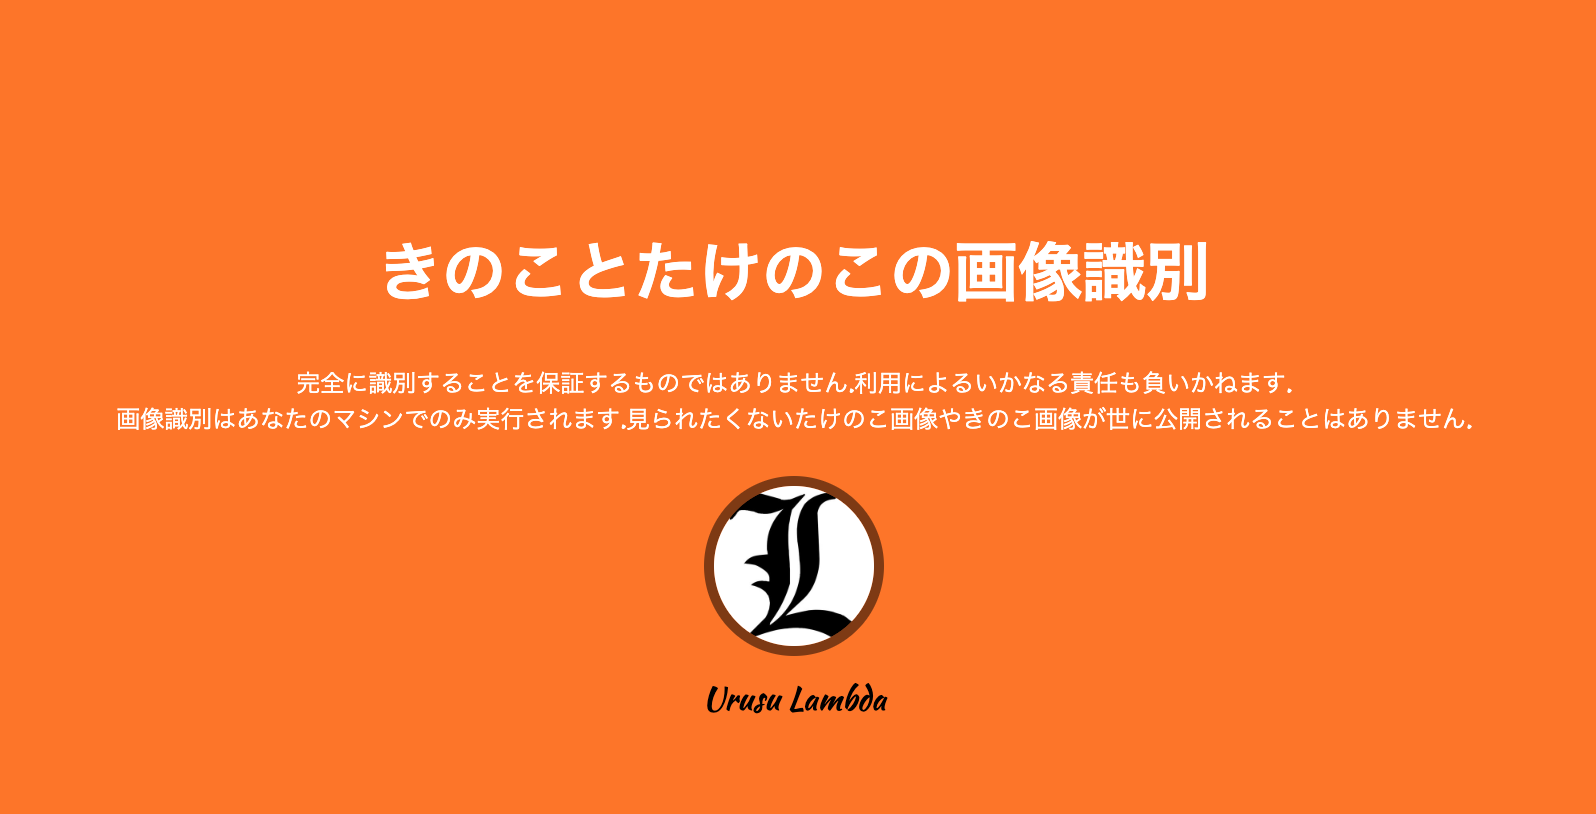 きのことたけのこの画像識別
完全に識別することを保証するものではありません.利用によるいかなる責任も負いかねます.
画像識別はあなたのマシンでのみ実行されます.見られたくないたけのこ画像やきのこ画像が世に公開されることはありません.
L
Urusu Lambda